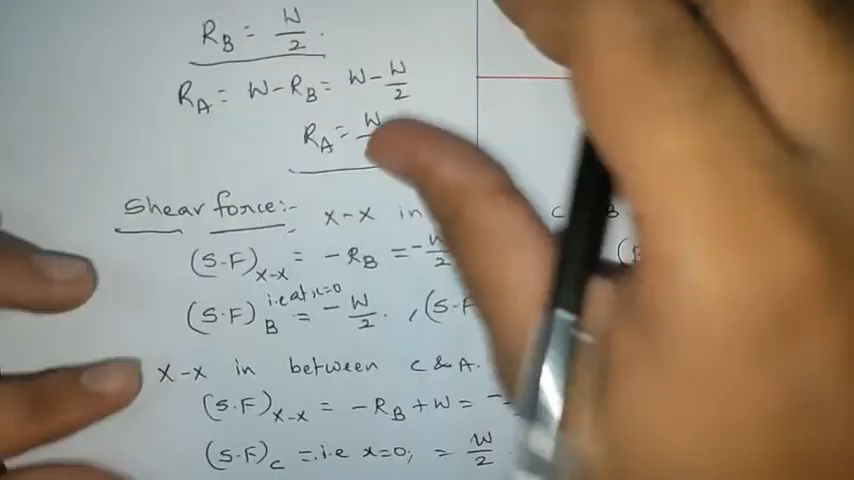 R_B = W/2.
R_A = W-R_B = W-W/2
R_A = W
Shear force:- X-X in C B.
(S.F)_X-X = -R_B = -W/2
(S.F)_B i.e at x=0 = -W/2. , (S.F
X-X in between C & A.
(S.F)_X-X = -R_B + W = -
(S.F)_C = i.e x=0; = W/2